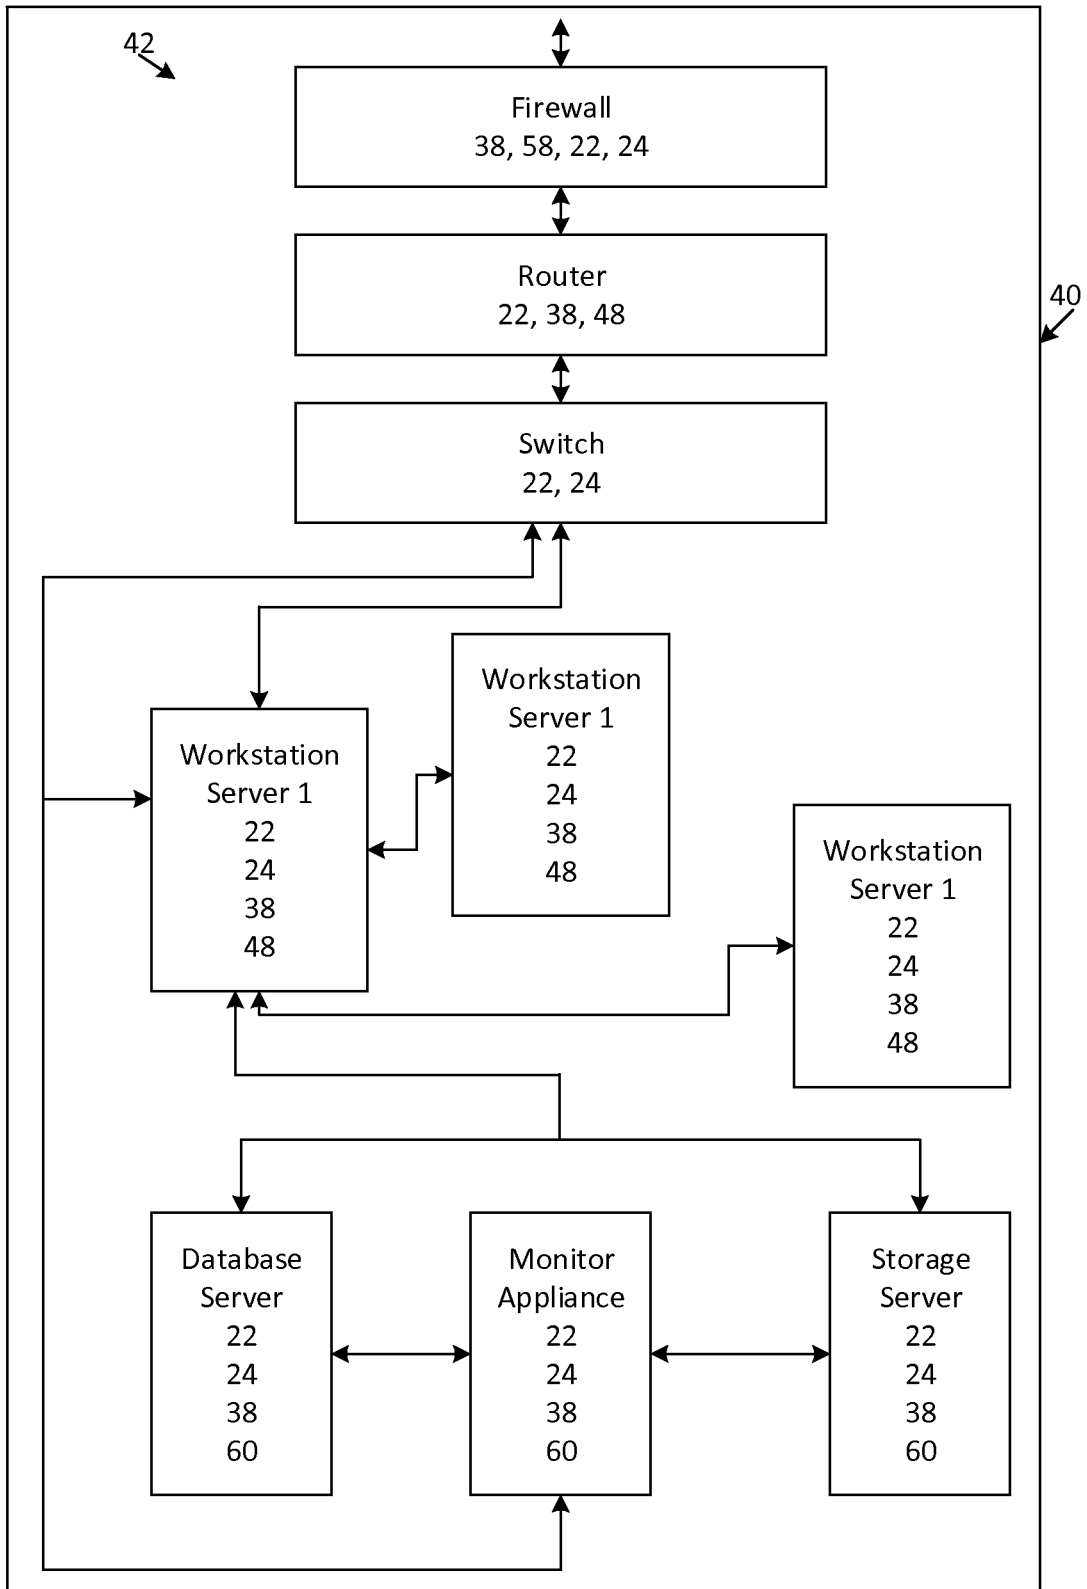 42
Firewall
38, 58, 22, 24
Router
22, 38, 48
40
Switch
22, 24
Workstation
Server 1
22
24
38
48
Workstation
Server 1
22
24
38
48
Workstation
Server 1
22
24
38
48
Database
Server
22
24
38
60
Monitor
Appliance
22
24
38
60
Storage
Server
22
24
38
60